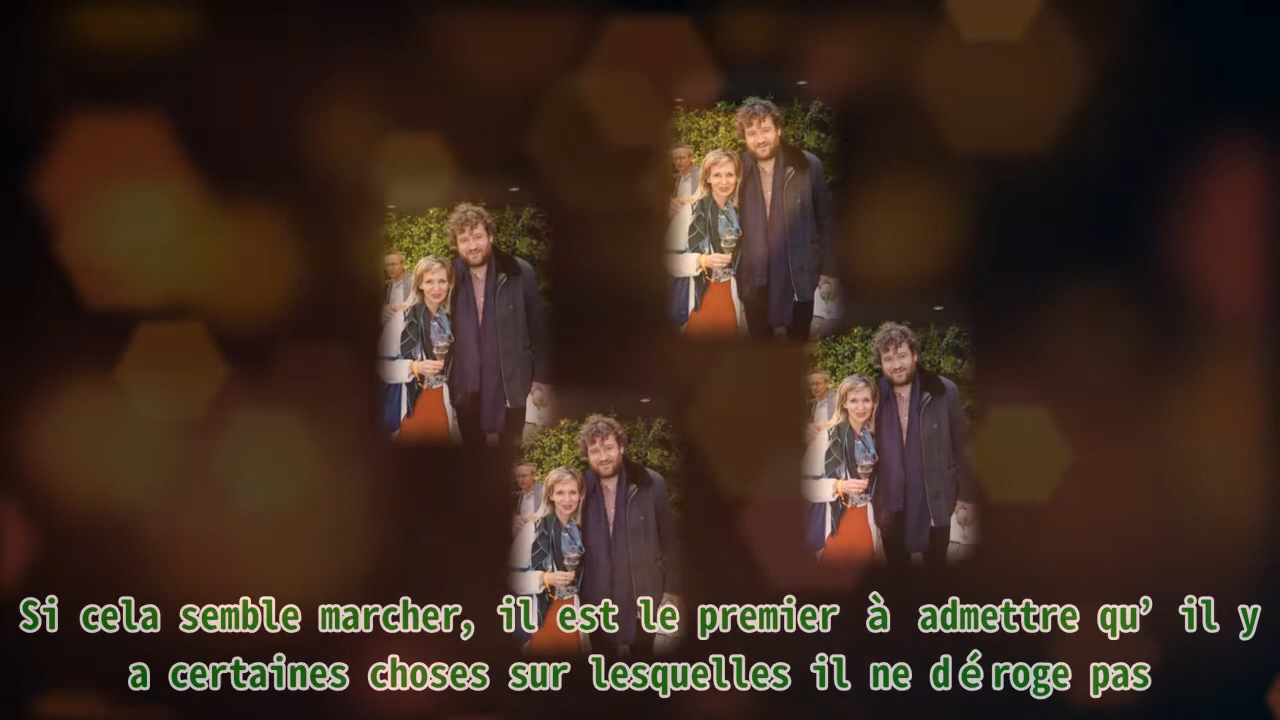 Si cela semble marcher, il est le premier à admettre qu’ il y
a certaines choses sur lesquelles il ne déroge pas